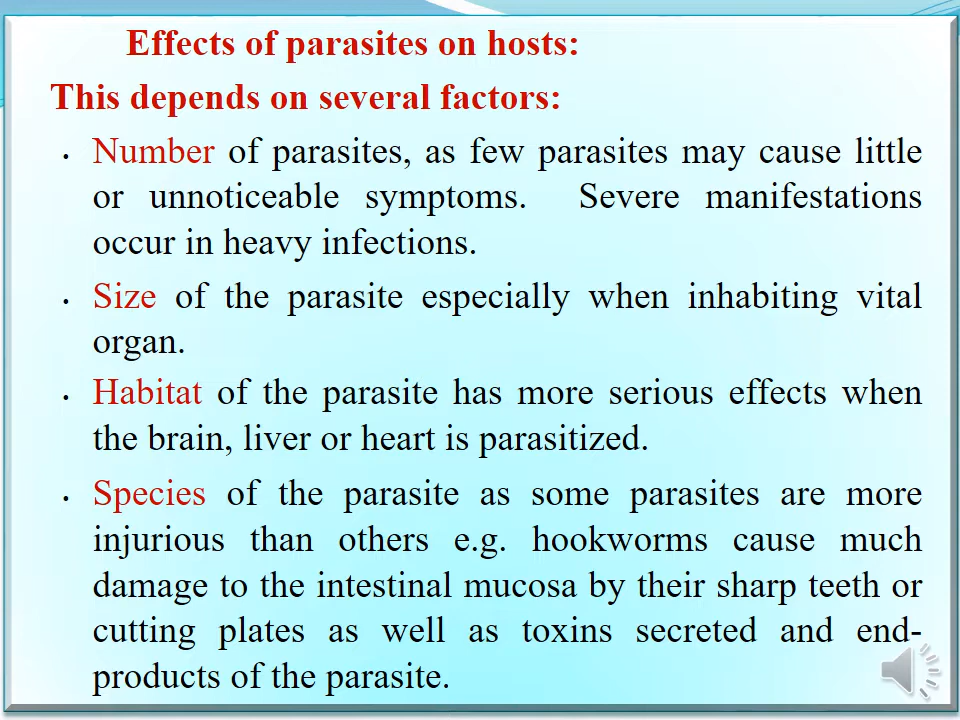 Effects of parasites on hosts:
This depends on several factors:
• Number of parasites, as few parasites may cause little
or unnoticeable symptoms. Severe manifestations
occur in heavy infections.
• Size of the parasite especially when inhabiting vital
organ.
• Habitat of the parasite has more serious effects when
the brain, liver or heart is parasitized.
• Species of the parasite as some parasites are more
injurious than others e.g. hookworms cause much
damage to the intestinal mucosa by their sharp teeth or
cutting plates as well as toxins secreted and end-
products of the parasite.